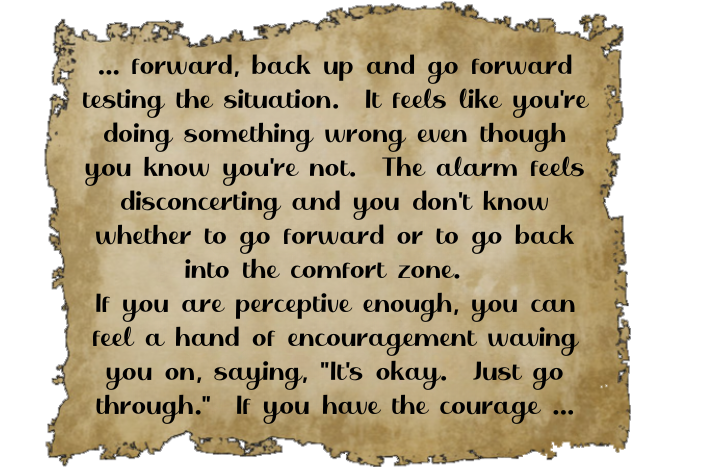 ... forward, back up and go forward
testing the situation.  It feels like you're
doing something wrong even though
you know you're not.  The alarm feels
disconcerting and you don't know
whether to go forward or to go back
into the comfort zone.
If you are perceptive enough, you can
feel a hand of encouragement waving
you on, saying, "It's okay.  Just go
through."  If you have the courage ...